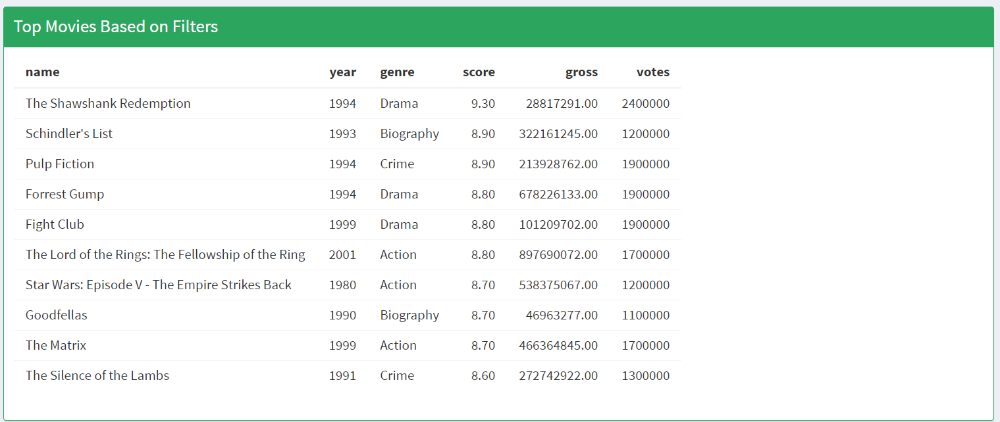 Top Movies Based on Filters
name year genre score gross votes
The Shawshank Redemption 1994 Drama 9.30 28817291.00 2400000
Schindler's List 1993 Biography 8.90 322161245.00 1200000
Pulp Fiction 1994 Crime 8.90 213928762.00 1900000
Forrest Gump 1994 Drama 8.80 678226133.00 1900000
Fight Club 1999 Drama 8.80 101209702.00 1900000
The Lord of the Rings: The Fellowship of the Ring 2001 Action 8.80 897690072.00 1700000
Star Wars: Episode V - The Empire Strikes Back 1980 Action 8.70 538375067.00 1200000
Goodfellas 1990 Biography 8.70 46963277.00 1100000
The Matrix 1999 Action 8.70 466364845.00 1700000
The Silence of the Lambs 1991 Crime 8.60 272742922.00 1300000